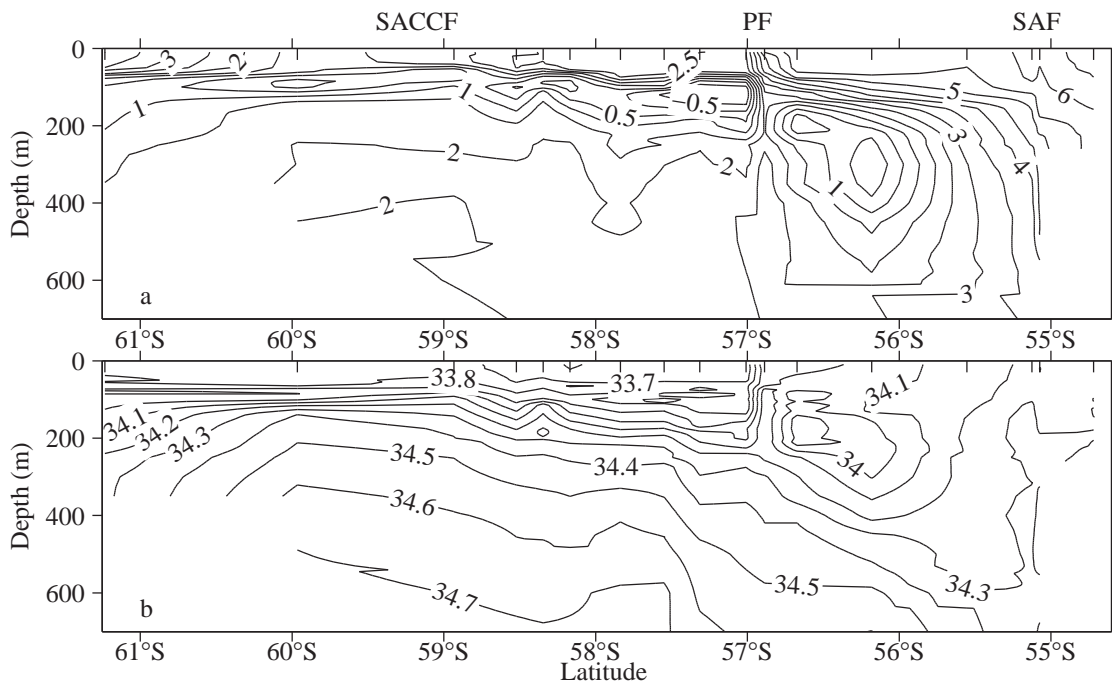 SACCF PF SAF
0
200
400
600
Depth (m)
3 2 2.5 5 6
1 1 0.5 0.5 3 4
2 2 1
2
3
a
61°S 60°S 59°S 58°S 57°S 56°S 55°S
0
200
400
600
Depth (m)
33.8 33.7 34.1
34.1 34.2 34.3 34.5 34.4 34
34.6
34.7 34.5 34.3
b
61°S 60°S 59°S 58°S 57°S 56°S 55°S
Latitude